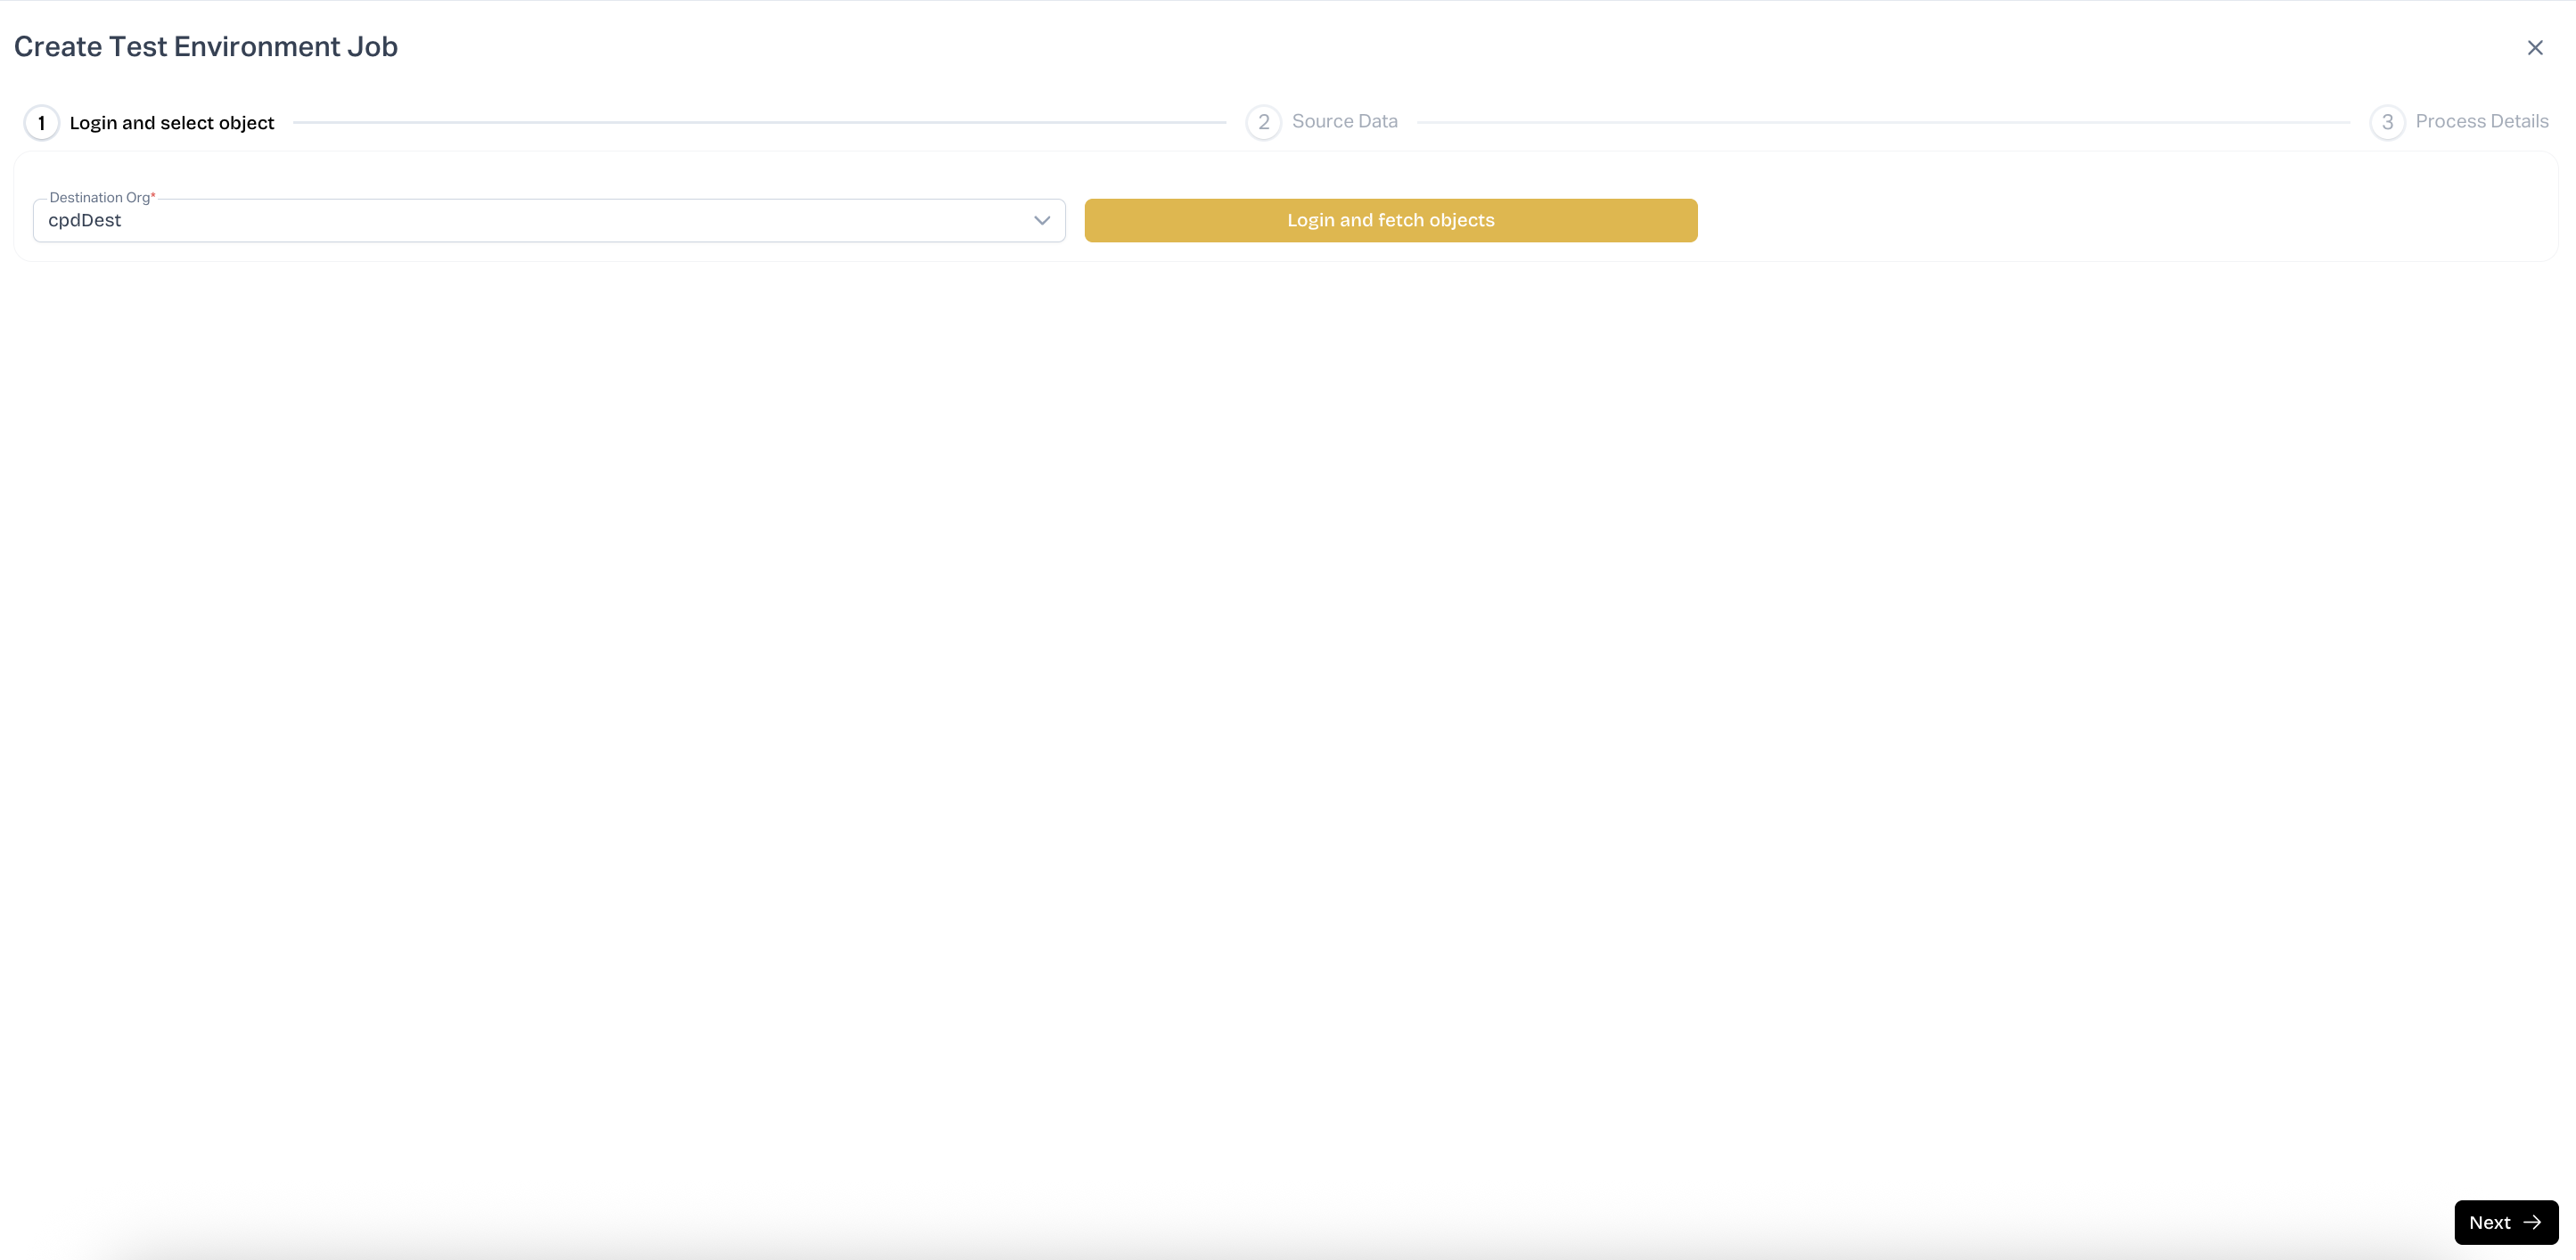 Create Test Environment Job
1 Login and select object
2 Source Data
3 Process Details
Destination Org*
cpdDest
Login and fetch objects
Next